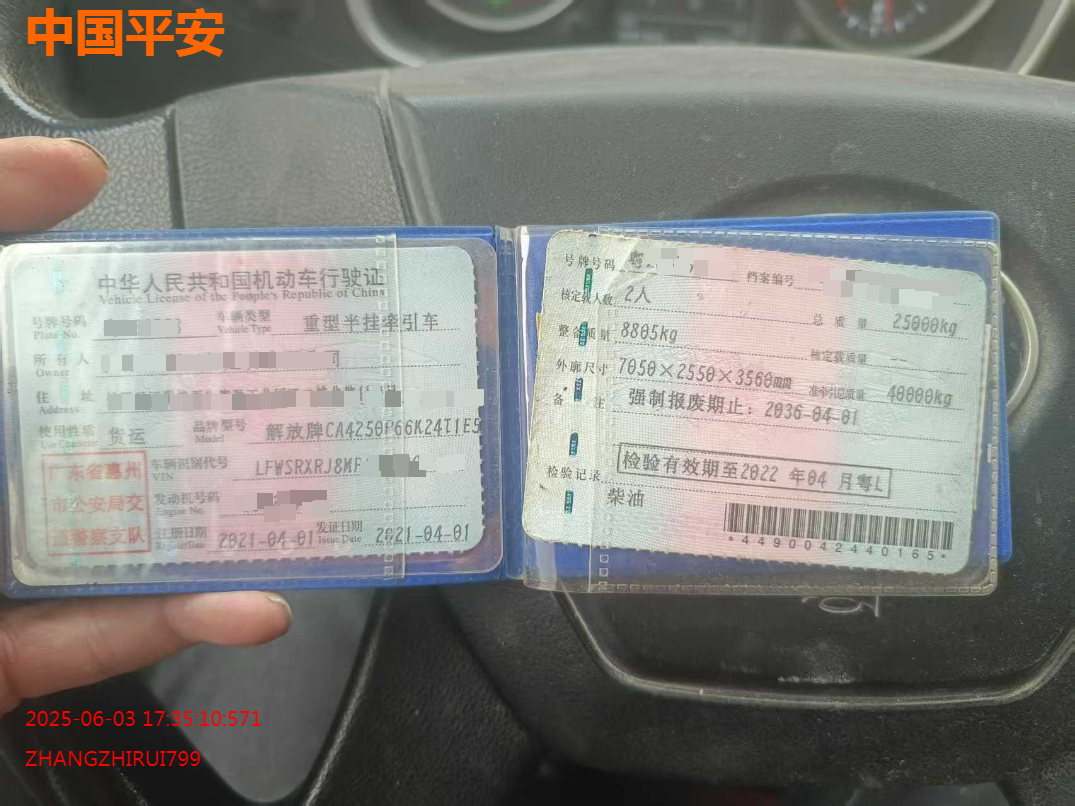 中国平安
中华人民共和国机动车行驶证
Vehicle License of the People's Republic of China
号牌号码
Plate No.
车辆类型 重型半挂牵引车
Vehicle Type
所有人 司
Owner
住址
Address
使用性质 货运
Use Character
品牌型号 解放牌CA4250P66K24T1E5
Model
车辆识别代号 LFWSRXRJ8MF
VIN
发动机号码
Engine No.
注册日期 2021-04-01
Register Date
发证日期 2021-04-01
Issue Date
广东省惠州
市公安局交
通警察支队
号牌号码 粤
档案编号
核定载人数 2人
总质量 25000kg
整备质量 8805kg
核定载质量 --
外廓尺寸 7050×2550×3560mm
准牵引总质量 40000kg
备注 强制报废期止：2036-04-01
检验记录 检验有效期至2022 年04 月粤L
柴油
*4490042440165*
2025-06-03 17:35:10:571
ZHANGZHIRUI799